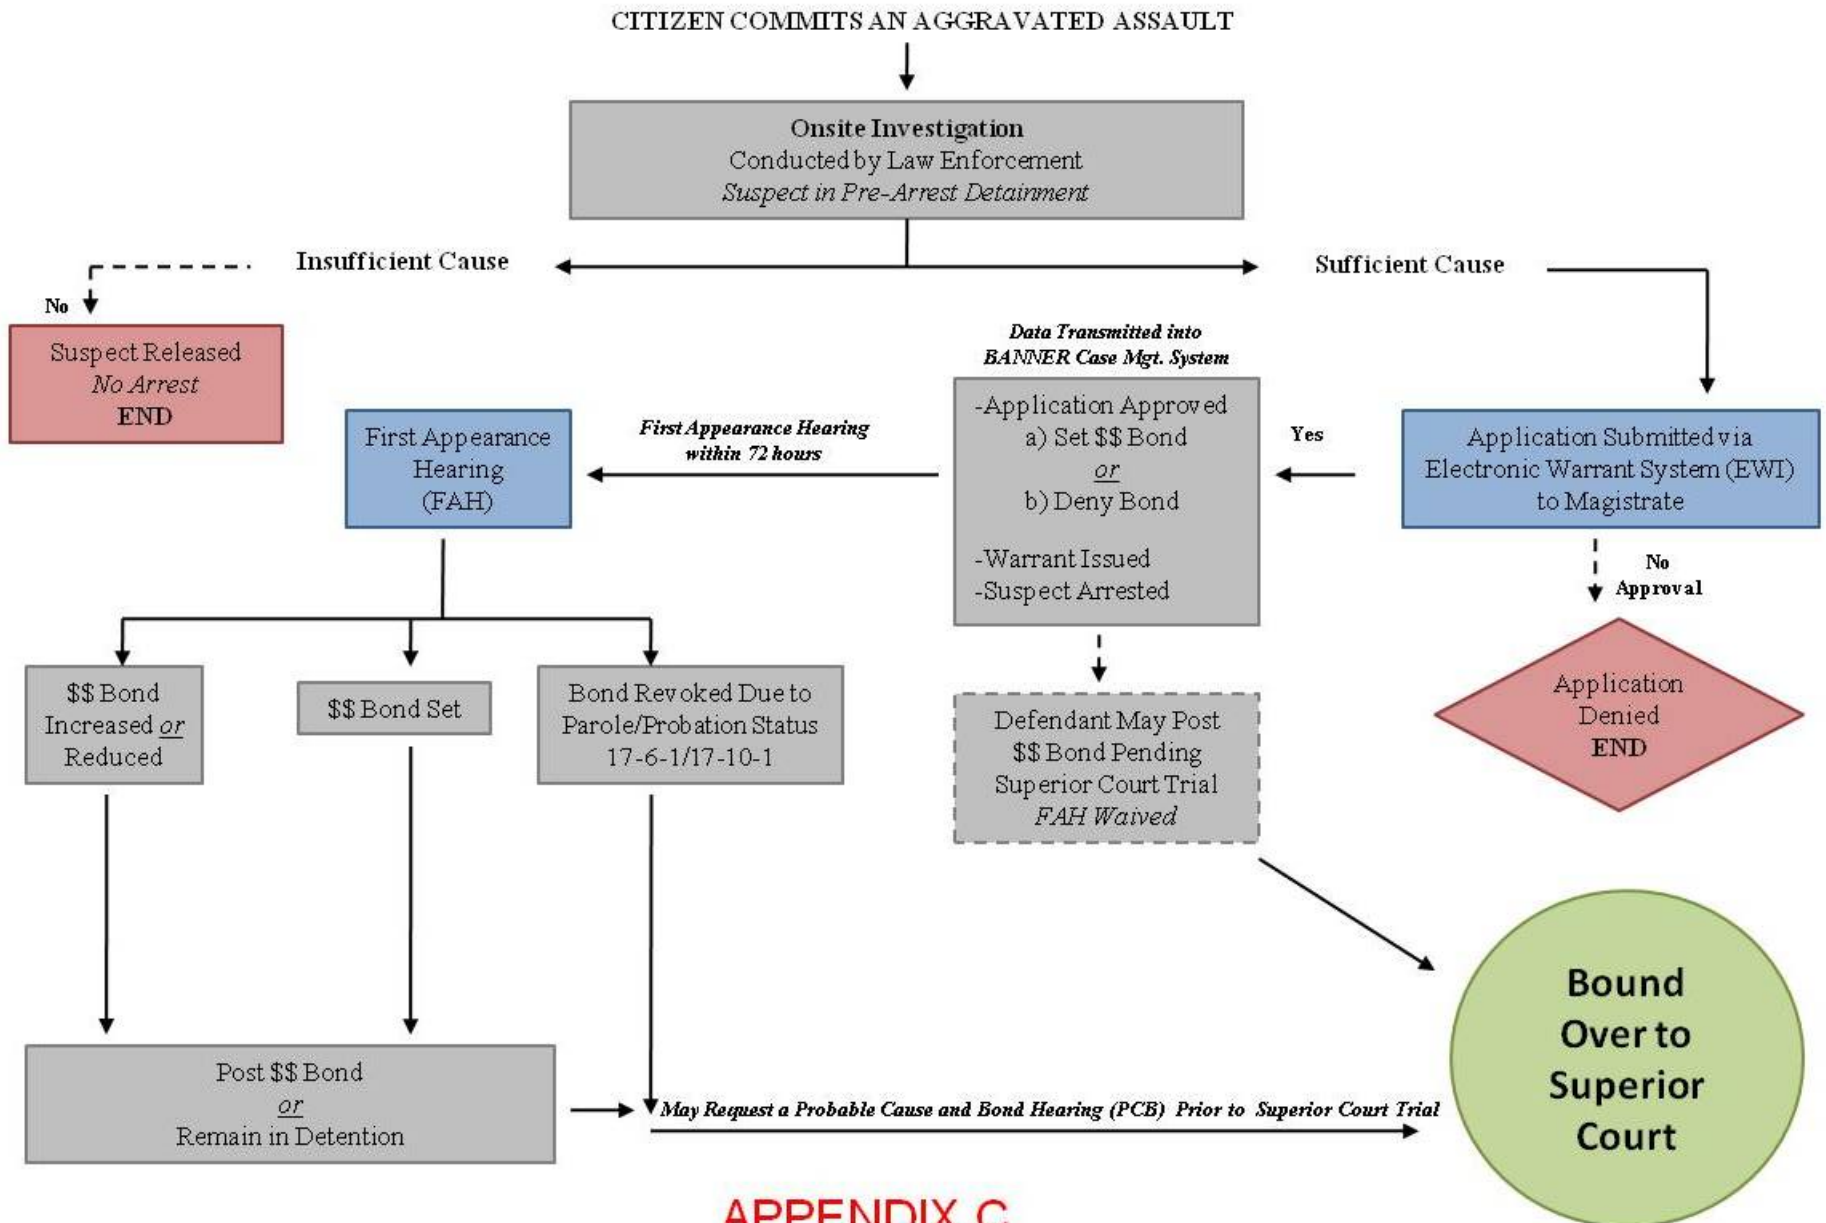 CITIZEN COMMITS AN AGGRAVATED ASSAULT
Onsite Investigation
Conducted by Law Enforcement
Suspect in Pre-Arrest Detainment
Insufficient Cause
Sufficient Cause
No
Suspect Released
No Arrest
END
Data Transmitted into
BANNER Case Mgt. System
-Application Approved
a) Set $$ Bond
or
b) Deny Bond
-Warrant Issued
-Suspect Arrested
Yes
Application Submitted via
Electronic Warrant System (EWI)
to Magistrate
No
Approval
Application
Denied
END
First Appearance Hearing
within 72 hours
First Appearance
Hearing
(FAH)
$$ Bond
Increased or
Reduced
$$ Bond Set
Bond Revoked Due to
Parole/Probation Status
17-6-1/17-10-1
Defendant May Post
$$ Bond Pending
Superior Court Trial
FAH Waived
Post $$ Bond
or
Remain in Detention
May Request a Probable Cause and Bond Hearing (PCB) Prior to Superior Court Trial
Bound
Over to
Superior
Court
APPENDIX C